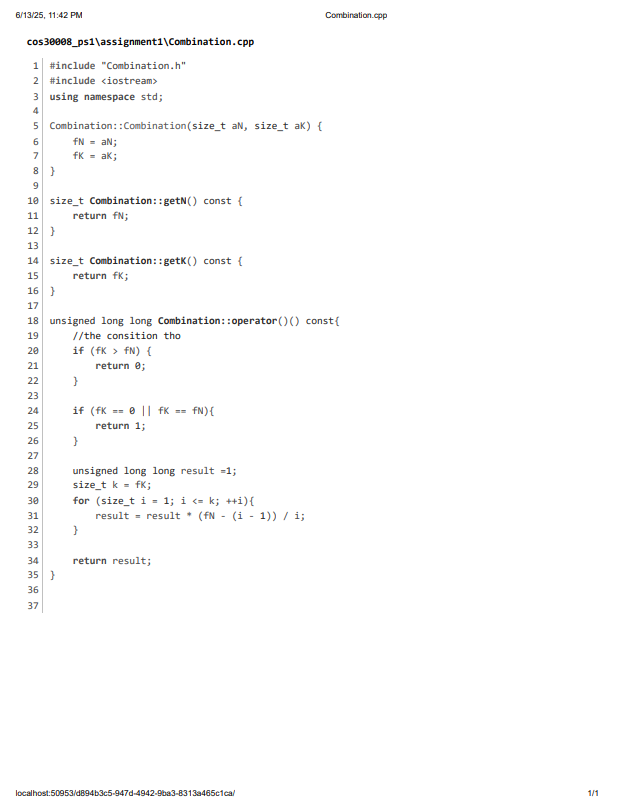 6/13/25, 11:42 PM Combination.cpp
cos30008_ps1\assignment1\Combination.cpp
1 #include "Combination.h"
2 #include <iostream>
3 using namespace std;
4
5 Combination::Combination(size_t aN, size_t aK) {
6     fN = aN;
7     fK = aK;
8 }
9
10 size_t Combination::getN() const {
11     return fN;
12 }
13
14 size_t Combination::getK() const {
15     return fK;
16 }
17
18 unsigned long long Combination::operator()() const{
19     //the consition tho
20     if (fK > fN) {
21         return 0;
22     }
23
24     if (fK == 0 || fK == fN){
25         return 1;
26     }
27
28     unsigned long long result =1;
29     size_t k = fK;
30     for (size_t i = 1; i <= k; ++i){
31         result = result * (fN - (i - 1)) / i;
32     }
33
34     return result;
35 }
36
37
localhost:50953/d894b3c5-947d-4942-9ba3-8313a465c1ca/ 1/1